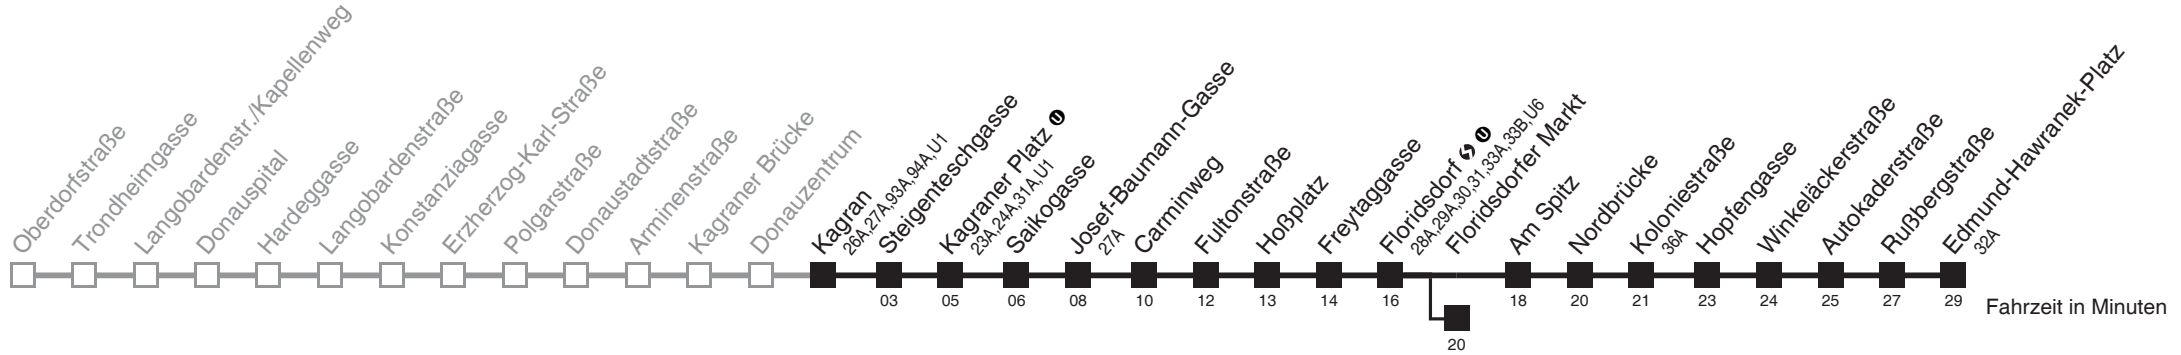 Oberdorfstraße
Trondheimgasse
Langobardenstr./Kapellenweg
Donauspital
Hardeggasse
Langobardenstraße
Konstanziagasse
Erzherzog-Karl-Straße
Polgarstraße
Donaustadtstraße
Arminenstraße
Kagraner Brücke
Donauzentrum
Kagran
26A,27A,93A,94A,U1
Steigenteschgasse
Kagraner Platz U
23A,24A,31A,U1
Saikogasse
Josef-Baumann-Gasse
27A
Carminweg
Fultonstraße
Hoßplatz
Freytaggasse
Floridsdorf S U
28A,29A,30,31,33A,33B,U6
Floridsdorfer Markt
Am Spitz
Nordbrücke
Koloniestraße
36A
Hopfengasse
Winkeläckerstraße
Autokaderstraße
Rußbergstraße
Edmund-Hawranek-Platz
32A
03 05 06 08 10 12 13 14 16 18 20 21 23 24 25 27 29
Fahrzeit in Minuten
20